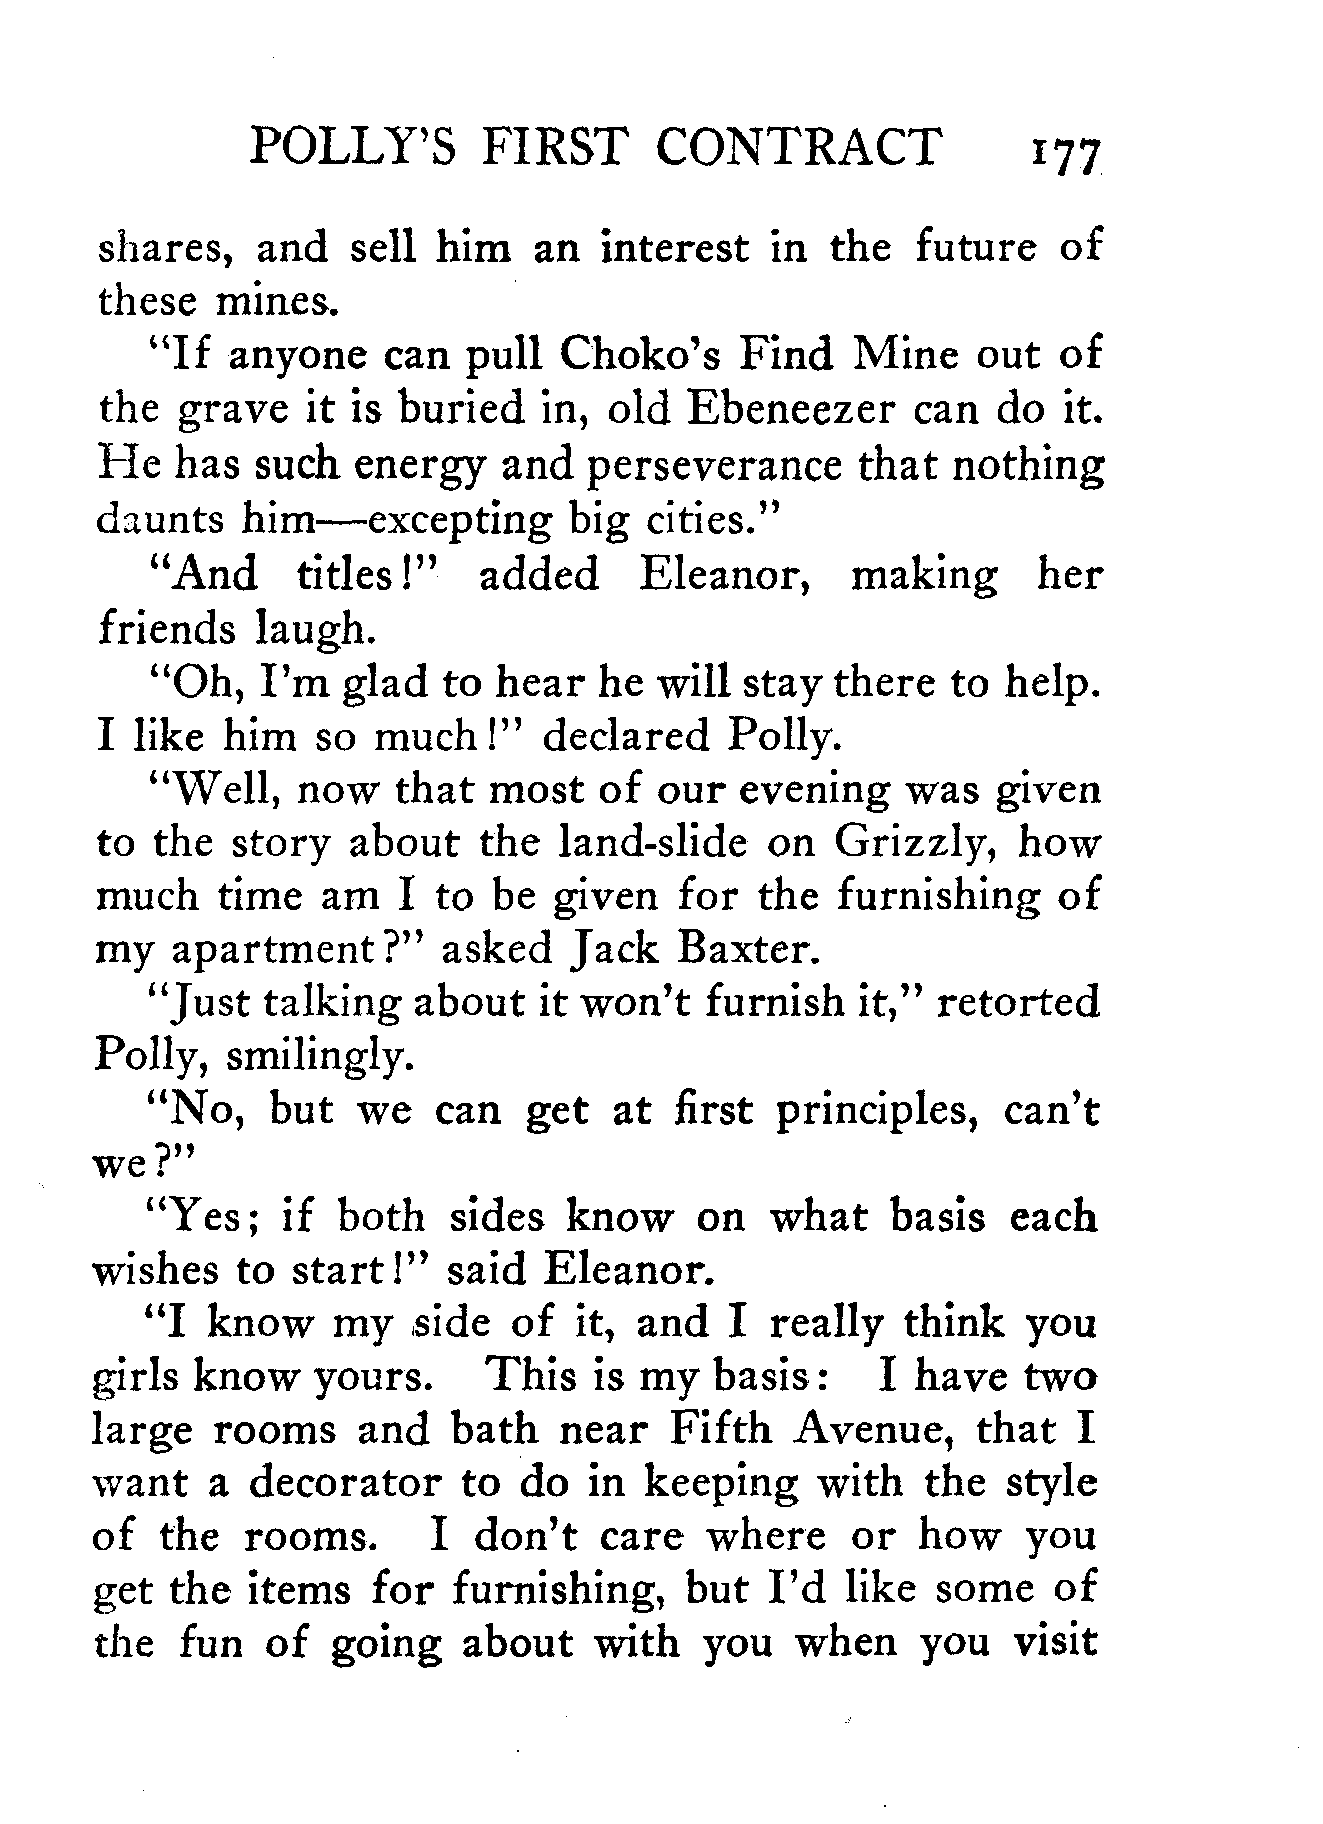 POLLY'S FIRST CONTRACT 177
shares, and sell him an interest in the future of
these mines.
"If anyone can pull Choko's Find Mine out of
the grave it is buried in, old Ebeneezer can do it.
He has such energy and perseverance that nothing
daunts him—excepting big cities."
"And titles!" added Eleanor, making her
friends laugh.
"Oh, I'm glad to hear he will stay there to help.
I like him so much!" declared Polly.
"Well, now that most of our evening was given
to the story about the land-slide on Grizzly, how
much time am I to be given for the furnishing of
my apartment?" asked Jack Baxter.
"Just talking about it won't furnish it," retorted
Polly, smilingly.
"No, but we can get at first principles, can't
we?"
"Yes; if both sides know on what basis each
wishes to start!" said Eleanor.
"I know my side of it, and I really think you
girls know yours. This is my basis: I have two
large rooms and bath near Fifth Avenue, that I
want a decorator to do in keeping with the style
of the rooms. I don't care where or how you
get the items for furnishing, but I'd like some of
the fun of going about with you when you visit